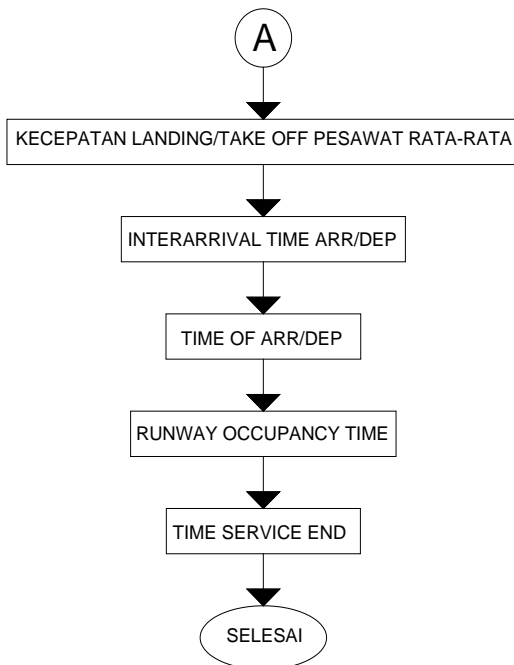 A
KECEPATAN LANDING/TAKE OFF PESAWAT RATA-RATA
INTERARRIVAL TIME ARR/DEP
TIME OF ARR/DEP
RUNWAY OCCUPANCY TIME
TIME SERVICE END
SELESAI